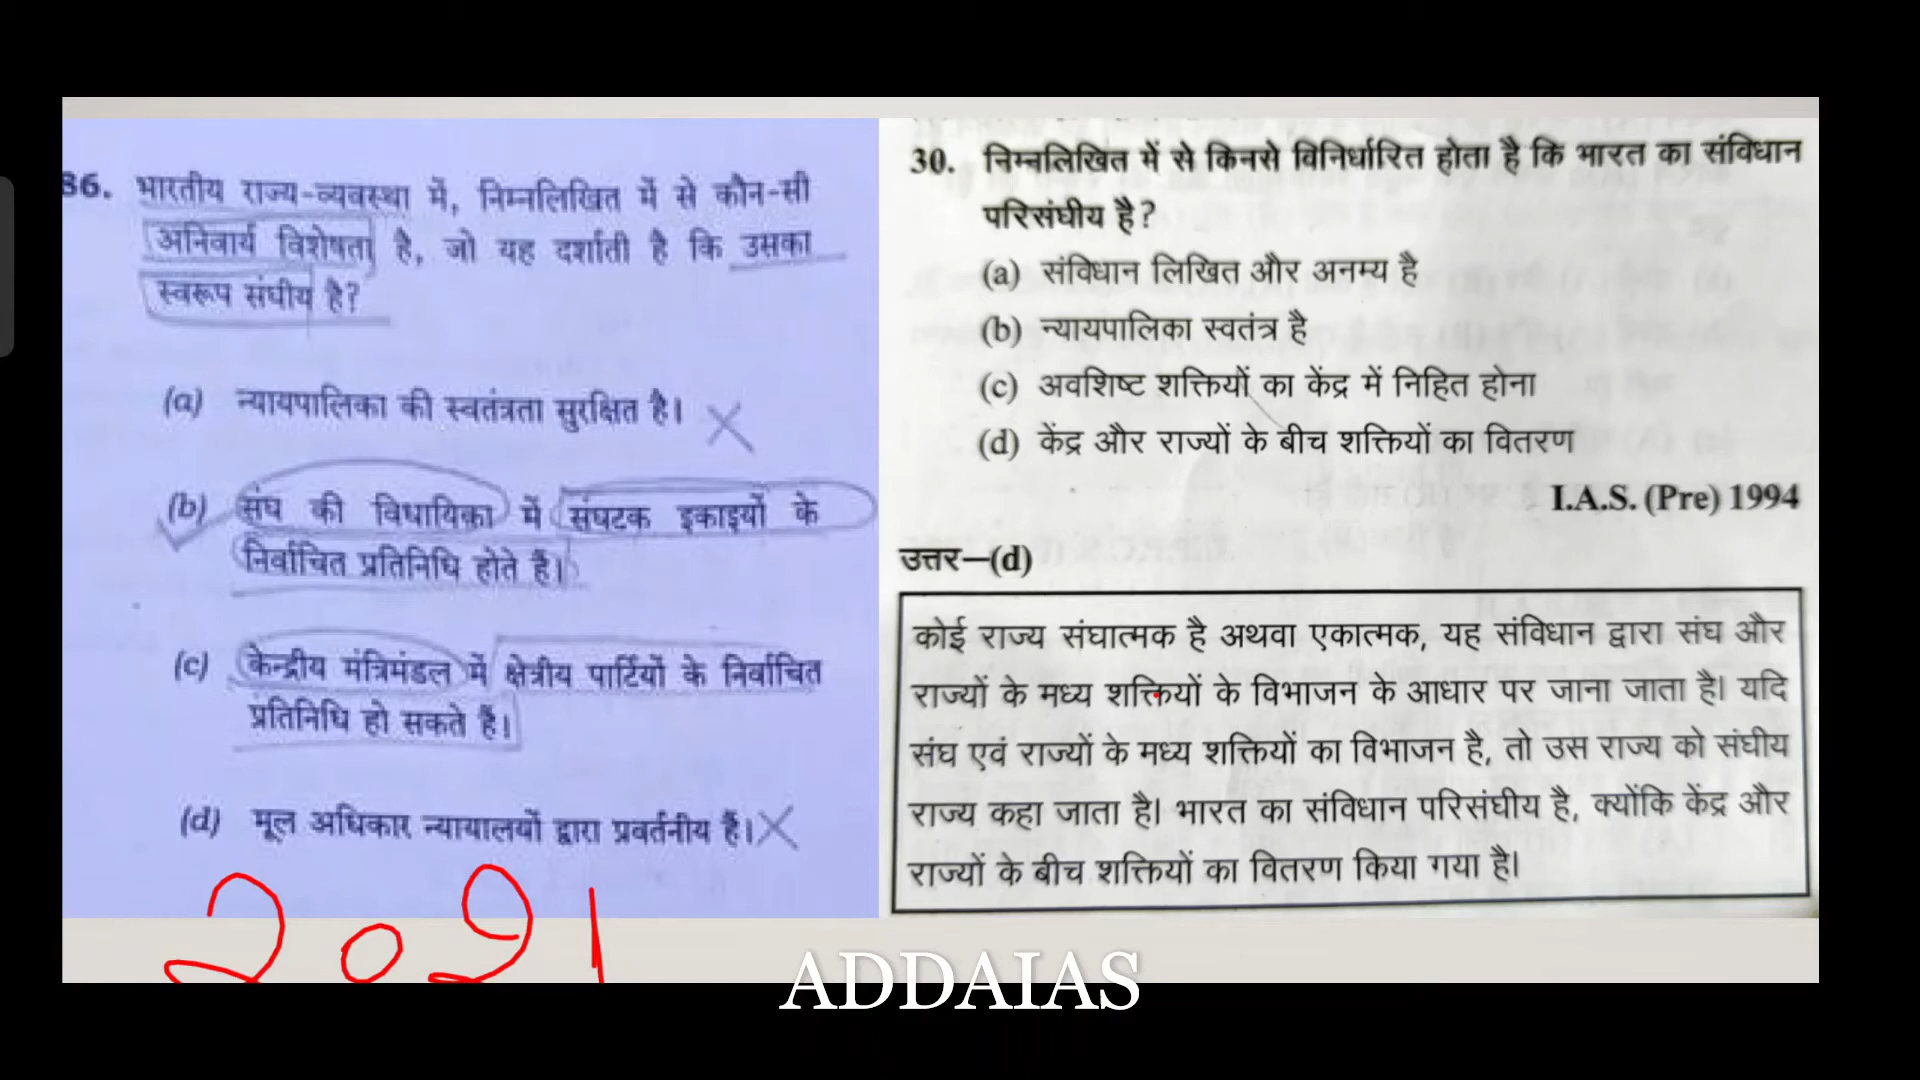 36. भारतीय राज्य-व्यवस्था में, निम्नलिखित में से कौन-सी
अनिवार्य विशेषता है, जो यह दर्शाती है कि उसका
स्वरूप संघीय है?
(a) न्यायपालिका की स्वतंत्रता सुरक्षित है।
(b) संघ की विधायिका में संघटक इकाइयों के
निर्वाचित प्रतिनिधि होते हैं।
(c) केन्द्रीय मंत्रिमंडल में क्षेत्रीय पार्टियों के निर्वाचित
प्रतिनिधि हो सकते हैं।
(d) मूल अधिकार न्यायालयों द्वारा प्रवर्तनीय हैं।
2021
30. निम्नलिखित में से किनसे विनिर्धारित होता है कि भारत का संविधान
परिसंघीय है?
(a) संविधान लिखित और अनम्य है
(b) न्यायपालिका स्वतंत्र है
(c) अवशिष्ट शक्तियों का केंद्र में निहित होना
(d) केंद्र और राज्यों के बीच शक्तियों का वितरण
I.A.S. (Pre) 1994
उत्तर—(d)
कोई राज्य संघात्मक है अथवा एकात्मक, यह संविधान द्वारा संघ और
राज्यों के मध्य शक्तियों के विभाजन के आधार पर जाना जाता है। यदि
संघ एवं राज्यों के मध्य शक्तियों का विभाजन है, तो उस राज्य को संघीय
राज्य कहा जाता है। भारत का संविधान परिसंघीय है, क्योंकि केंद्र और
राज्यों के बीच शक्तियों का वितरण किया गया है।
ADDAIAS